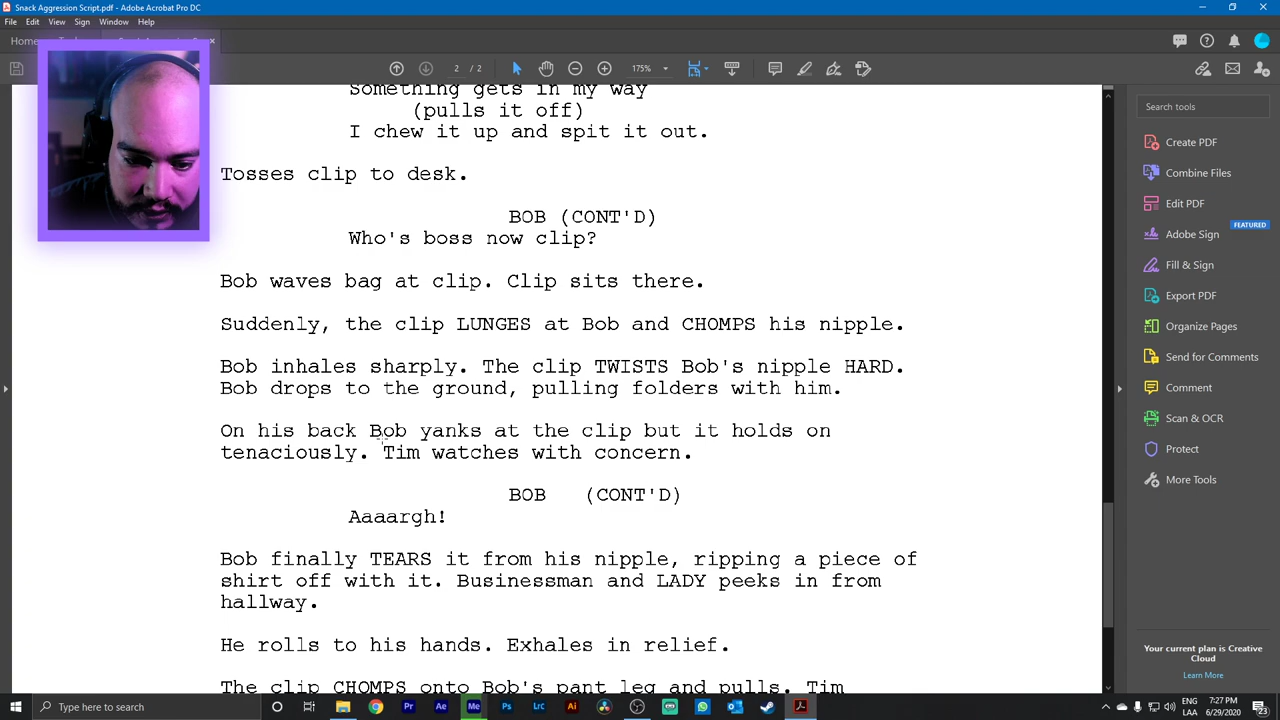 Snack Aggression Script.pdf - Adobe Acrobat Pro DC
File Edit View Sign Window Help
Home
2 / 2 175%
Something gets in my way
(pulls it off)
I chew it up and spit it out.
Tosses clip to desk.
BOB (CONT'D)
Who's boss now clip?
Bob waves bag at clip. Clip sits there.
Suddenly, the clip LUNGES at Bob and CHOMPS his nipple.
Bob inhales sharply. The clip TWISTS Bob's nipple HARD.
Bob drops to the ground, pulling folders with him.
On his back Bob yanks at the clip but it holds on
tenaciously. Tim watches with concern.
BOB (CONT'D)
Aaaargh!
Bob finally TEARS it from his nipple, ripping a piece of
shirt off with it. Businessman and LADY peeks in from
hallway.
He rolls to his hands. Exhales in relief.
The clip CHOMPS onto Bob's pant leg and pulls. Tim
Search tools
Create PDF
Combine Files
Edit PDF
Adobe Sign FEATURED
Fill & Sign
Export PDF
Organize Pages
Send for Comments
Comment
Scan & OCR
Protect
More Tools
Your current plan is Creative
Cloud
Learn More
Type here to search
Pr Ae Me Ps Lrc Ai
ENG 7:27 PM
LAA 6/29/2020
23